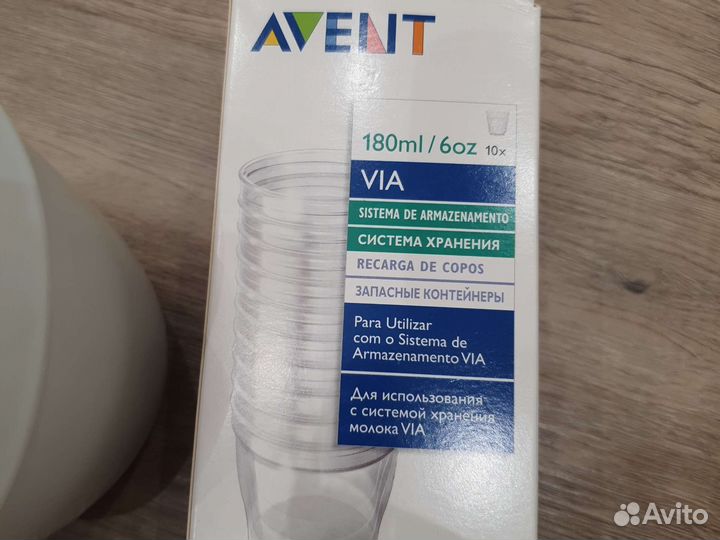 AVENT
180ml/6oz 10x
VIA
SISTEMA DE ARMAZENAMENTO
СИСТЕМА ХРАНЕНИЯ
RECARGA DE COPOS
ЗАПАСНЫЕ КОНТЕЙНЕРЫ
Para Utilizar
com o Sistema de
Armazenamento VIA
Для использования
с системой хранения
молока VIA
Avito